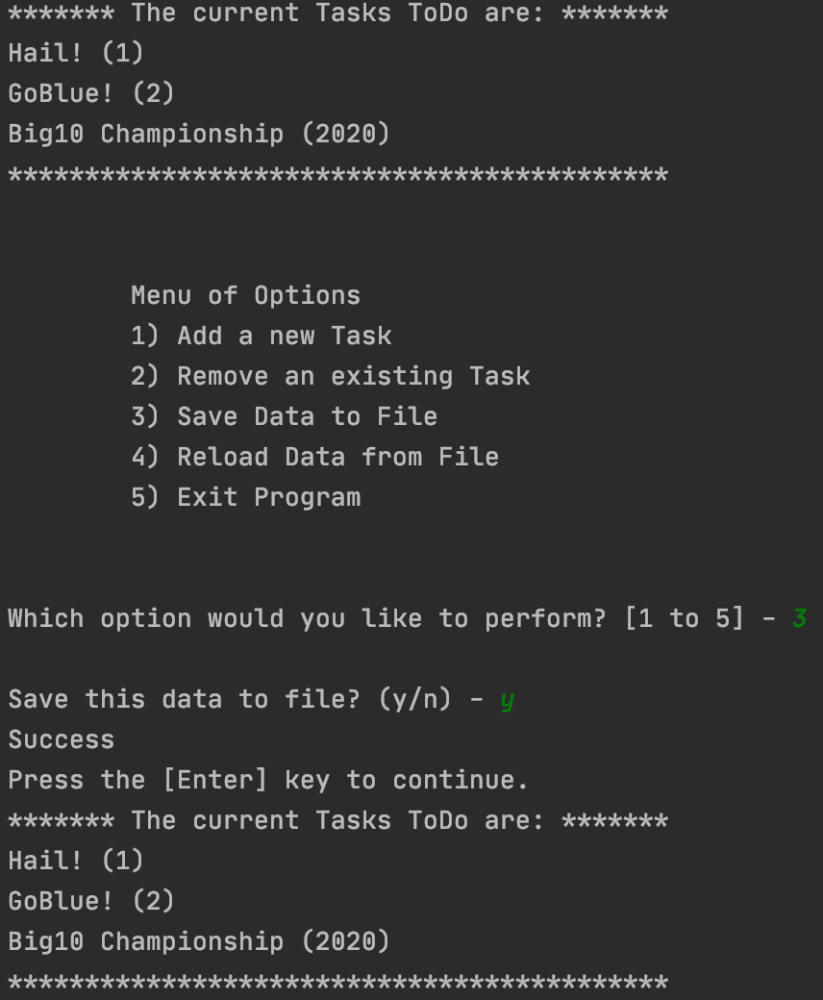 ******* The current Tasks ToDo are: *******
Hail! (1)
GoBlue! (2)
Big10 Championship (2020)
*******************************************
Menu of Options
1) Add a new Task
2) Remove an existing Task
3) Save Data to File
4) Reload Data from File
5) Exit Program
Which option would you like to perform? [1 to 5] - 3
Save this data to file? (y/n) - y
Success
Press the [Enter] key to continue.
******* The current Tasks ToDo are: *******
Hail! (1)
GoBlue! (2)
Big10 Championship (2020)
*******************************************